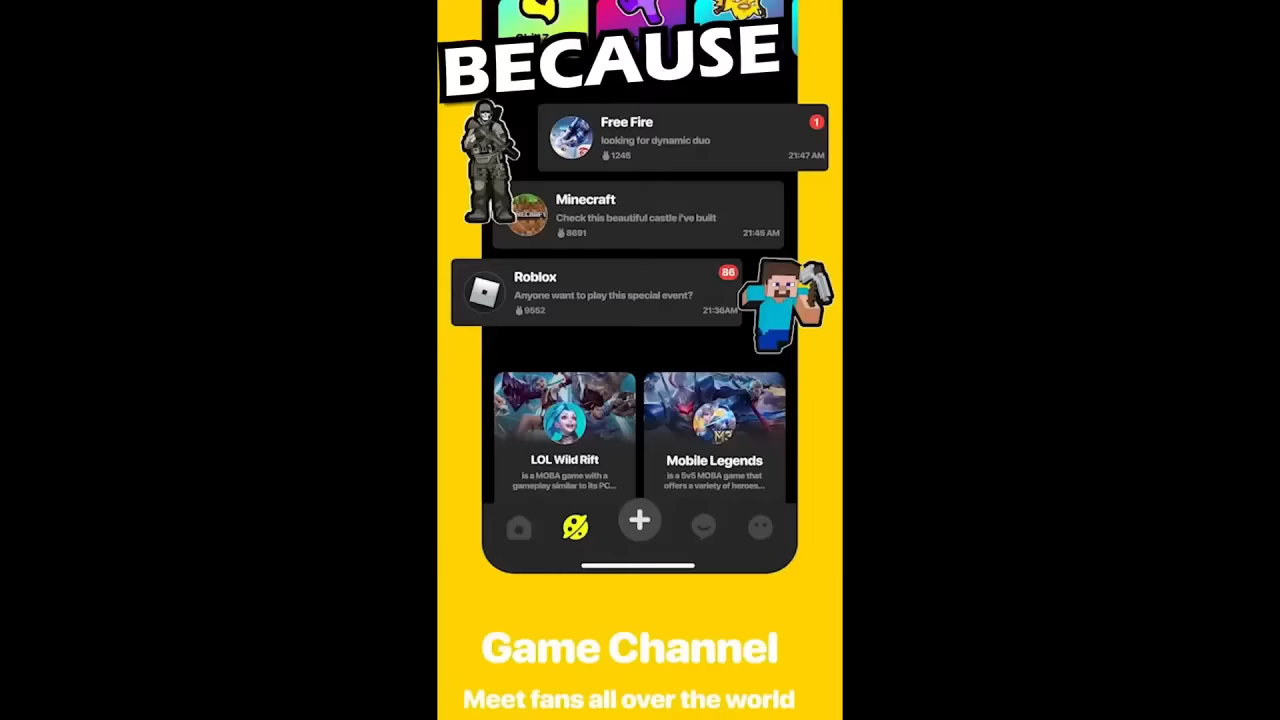 BECAUSE
Free Fire
1
looking for dynamic duo
1245
21:47 AM
Minecraft
Check this beautiful castle i've built
8691
21:45 AM
Roblox
86
Anyone want to play this special event?
9552
21:36AM
LOL Wild Rift
is a MOBA game with a
gameplay similar to its PC...
Mobile Legends
is a 5v5 MOBA game that
offers a variety of heroes...
Game Channel
Meet fans all over the world